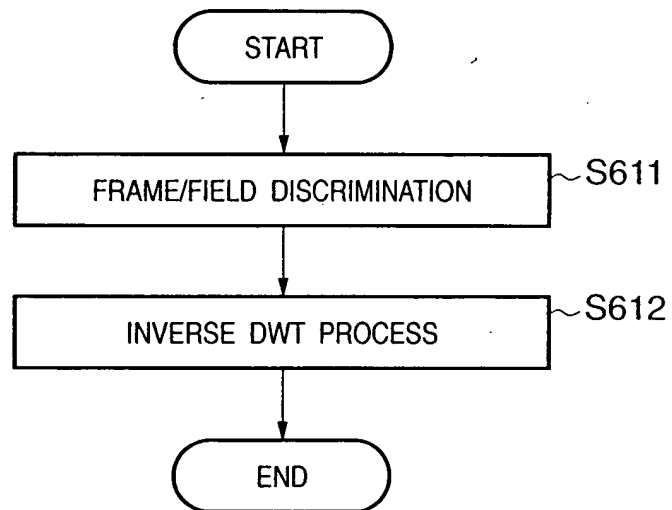 START
FRAME/FIELD DISCRIMINATION
S611
INVERSE DWT PROCESS
S612
END